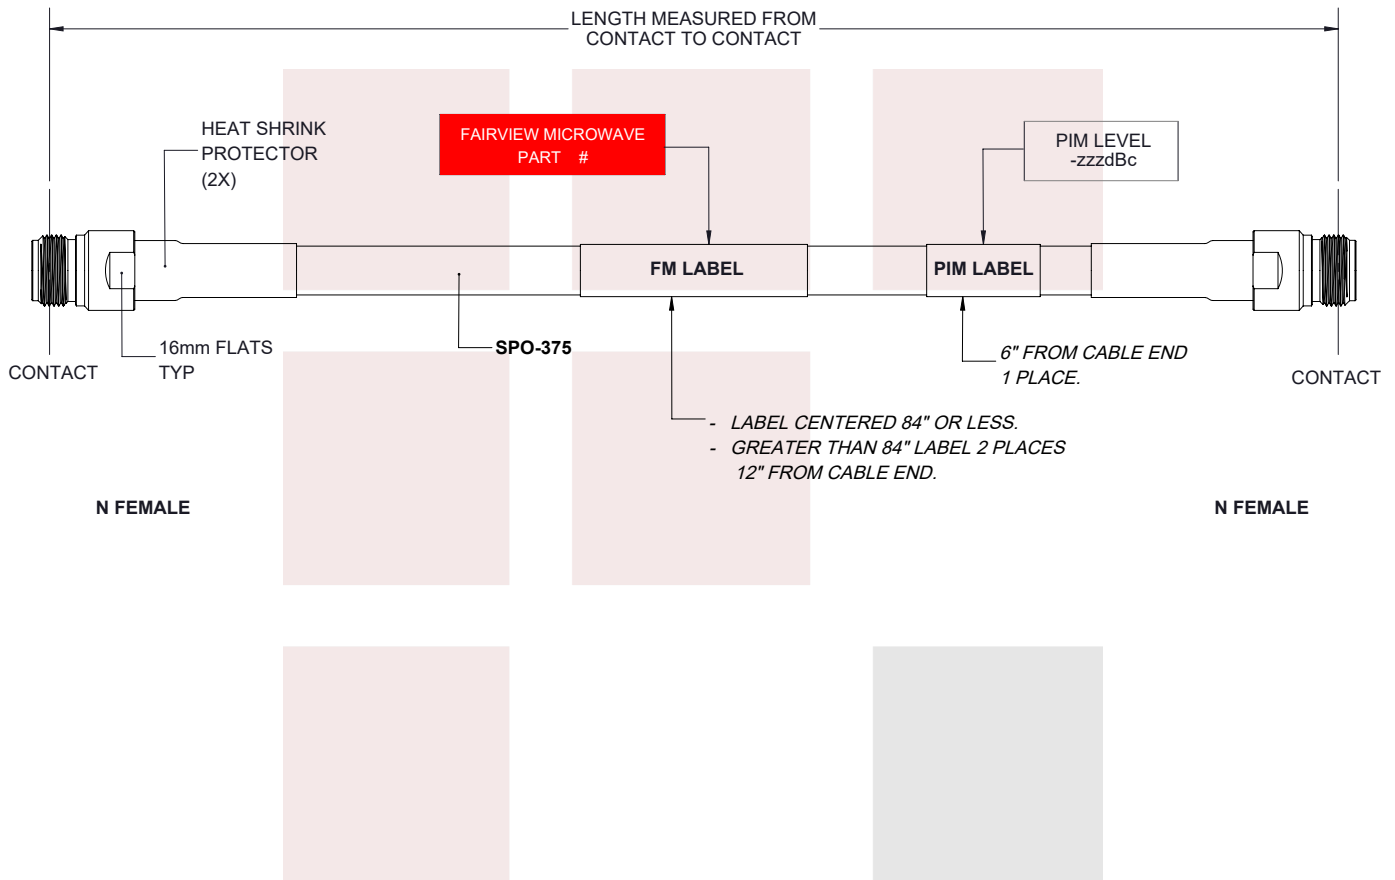 LENGTH MEASURED FROM
CONTACT TO CONTACT
HEAT SHRINK
PROTECTOR
(2X)
FAIRVIEW MICROWAVE
PART #
PIM LEVEL
-zzzdBc
FM LABEL
PIM LABEL
16mm FLATS
TYP
SPO-375
6" FROM CABLE END
1 PLACE.
CONTACT
CONTACT
- LABEL CENTERED 84" OR LESS.
- GREATER THAN 84" LABEL 2 PLACES
12" FROM CABLE END.
N FEMALE
N FEMALE